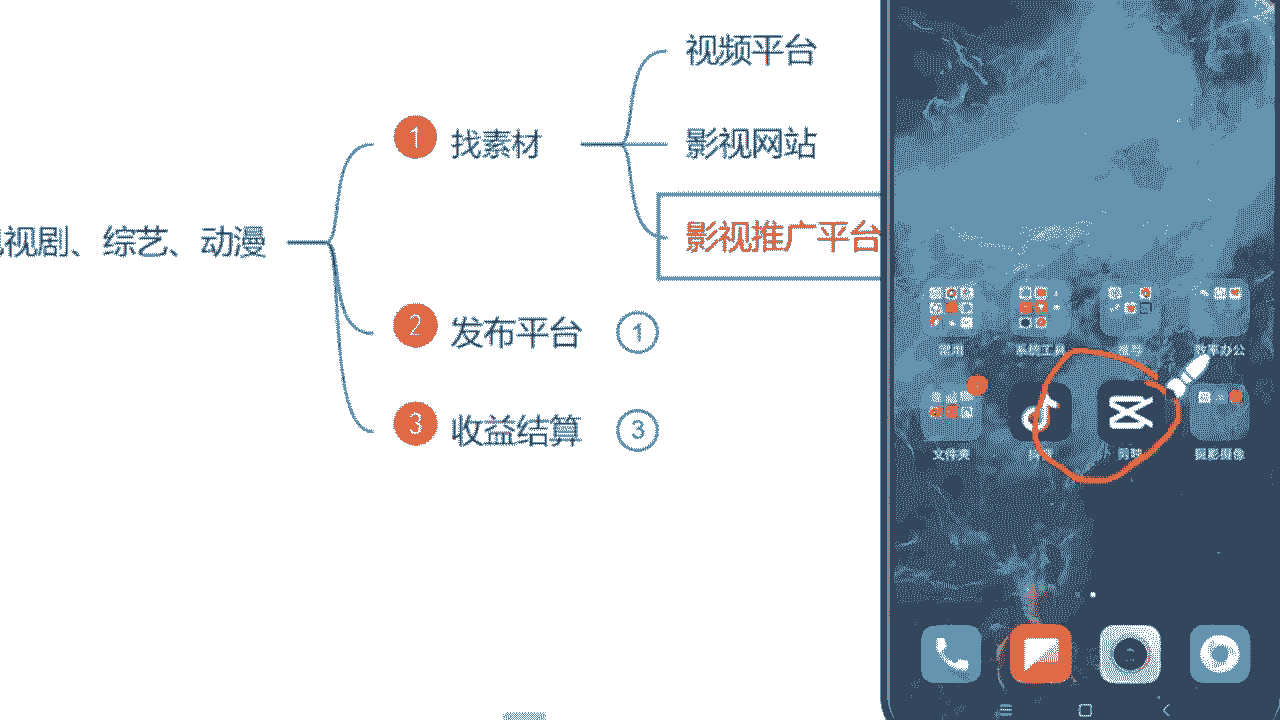 视频平台
1 找素材
影视网站
影视推广平台
视剧、综艺、动漫
2 发布平台 1
3 收益结算 3
常用 系统工具 推荐 效率办公
文件夹 抖音 剪映 摄影摄像